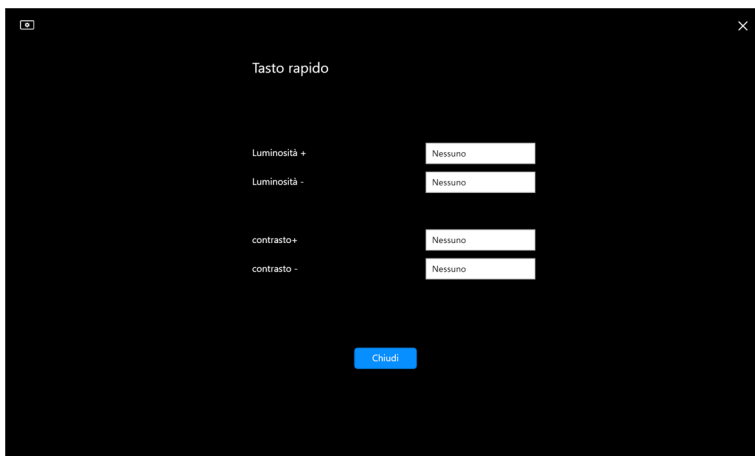 Tasto rapido
Luminosità + Nessuno
Luminosità - Nessuno
contrasto+ Nessuno
contrasto - Nessuno
Chiudi